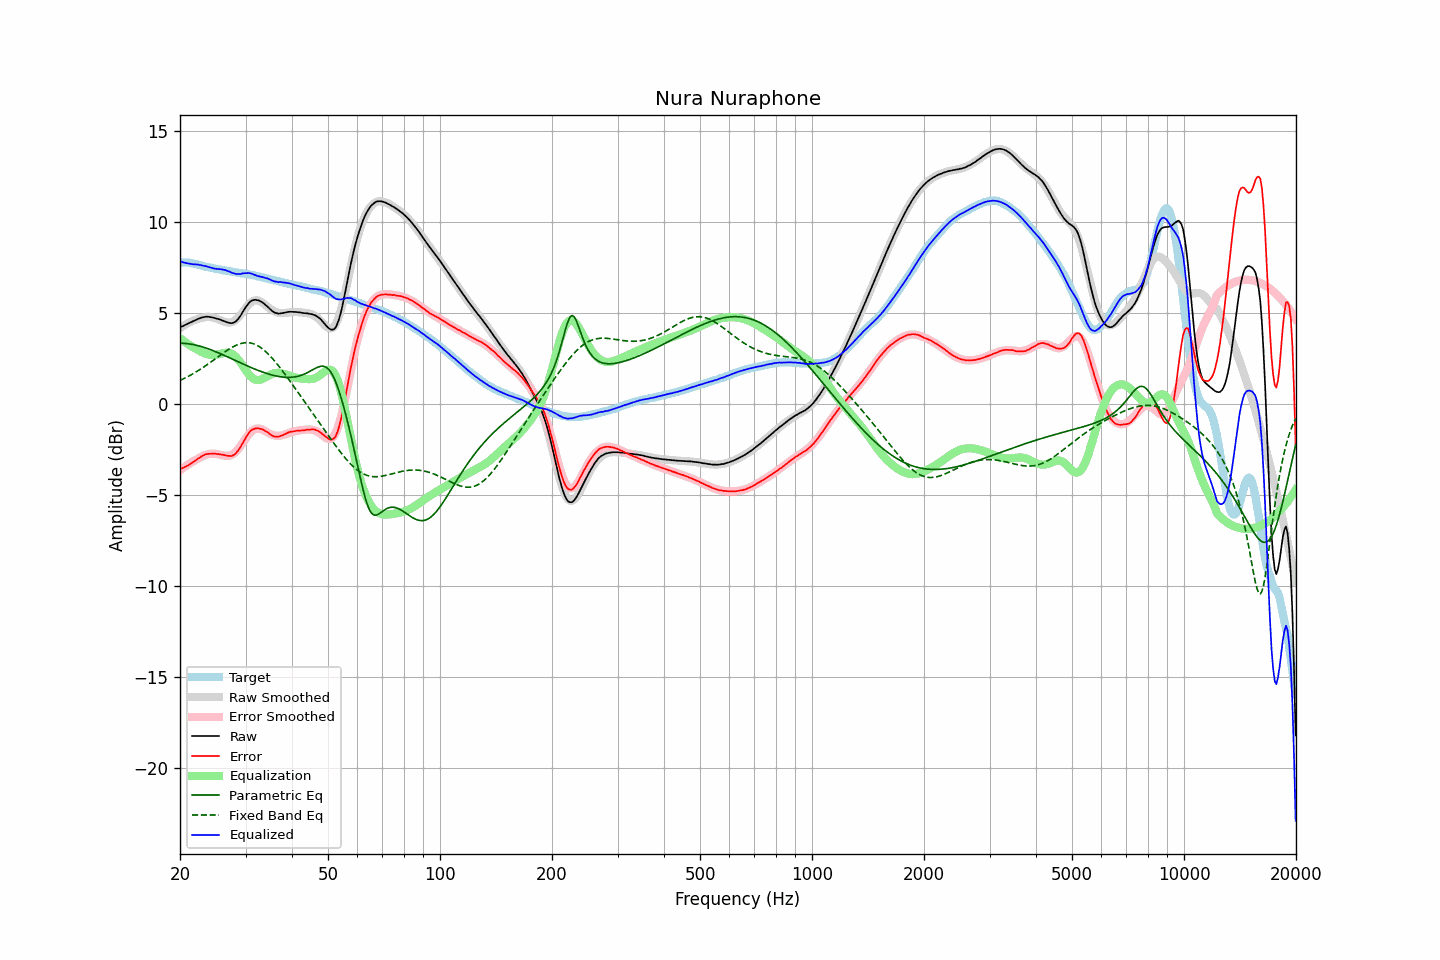 Nura Nuraphone
Amplitude (dBr)
15
10
5
0
−5
−10
−15
−20
Target
Raw Smoothed
Error Smoothed
Raw
Error
Equalization
Parametric Eq
Fixed Band Eq
Equalized
20 50 100 200 500 1000 2000 5000 10000 20000
Frequency (Hz)